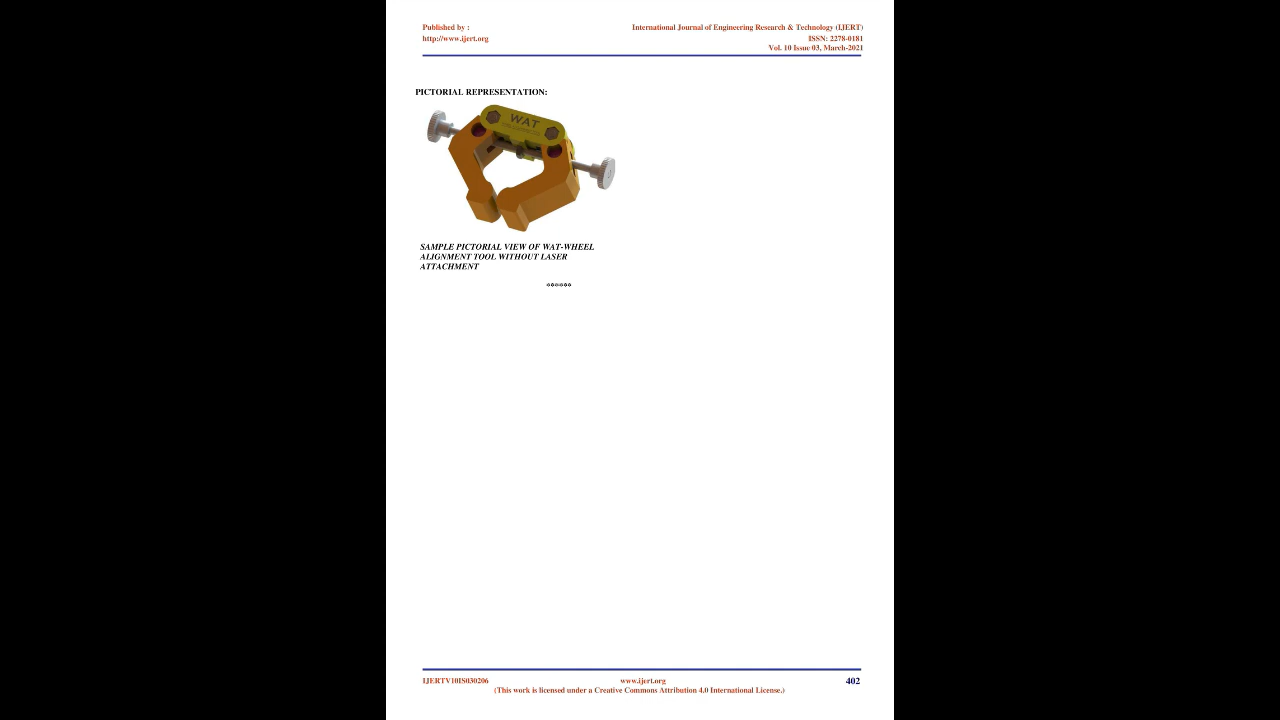 Published by :
http://www.ijert.org
International Journal of Engineering Research & Technology (IJERT)
ISSN: 2278-0181
Vol. 10 Issue 03, March-2021
PICTORIAL REPRESENTATION:
WAT
SAMPLE PICTORIAL VIEW OF WAT-WHEEL
ALIGNMENT TOOL WITHOUT LASER
ATTACHMENT
******
IJERTV10IS030206
www.ijert.org
402
(This work is licensed under a Creative Commons Attribution 4.0 International License.)